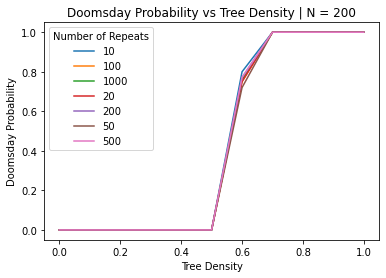 Doomsday Probability vs Tree Density | N = 200
Number of Repeats
10
100
1000
20
200
50
500
Doomsday Probability
1.0
0.8
0.6
0.4
0.2
0.0
0.0 0.2 0.4 0.6 0.8 1.0
Tree Density